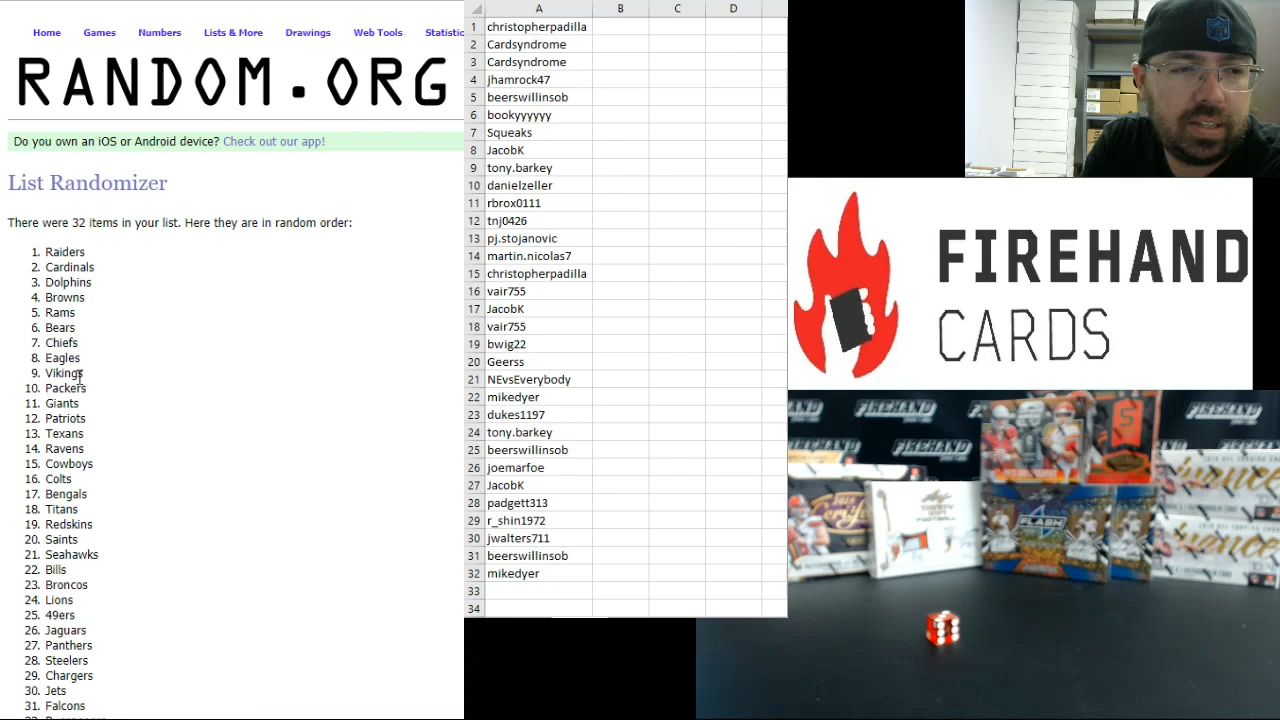 Home Games Numbers Lists & More Drawings Web Tools Statistic
RANDOM.ORG
Do you own an iOS or Android device? Check out our app!
List Randomizer
There were 32 items in your list. Here they are in random order:
1. Raiders
2. Cardinals
3. Dolphins
4. Browns
5. Rams
6. Bears
7. Chiefs
8. Eagles
9. Vikings
10. Packers
11. Giants
12. Patriots
13. Texans
14. Ravens
15. Cowboys
16. Colts
17. Bengals
18. Titans
19. Redskins
20. Saints
21. Seahawks
22. Bills
23. Broncos
24. Lions
25. 49ers
26. Jaguars
27. Panthers
28. Steelers
29. Chargers
30. Jets
31. Falcons
A B C D
1 christopherpadilla
2 Cardsyndrome
3 Cardsyndrome
4 jhamrock47
5 beerswillinsob
6 bookyyyyyy
7 Squeaks
8 JacobK
9 tony.barkey
10 danielzeller
11 rbrox0111
12 tnj0426
13 pj.stojanovic
14 martin.nicolas7
15 christopherpadilla
16 vair755
17 JacobK
18 vair755
19 bwig22
20 Geerss
21 NEvsEverybody
22 mikedyer
23 dukes1197
24 tony.barkey
25 beerswillinsob
26 joemarfoe
27 JacobK
28 padgett313
29 r_shin1972
30 jwalters711
31 beerswillinsob
32 mikedyer
33
34
FIREHAND
CARDS
FIREHAND
FIREHAND
FLASH